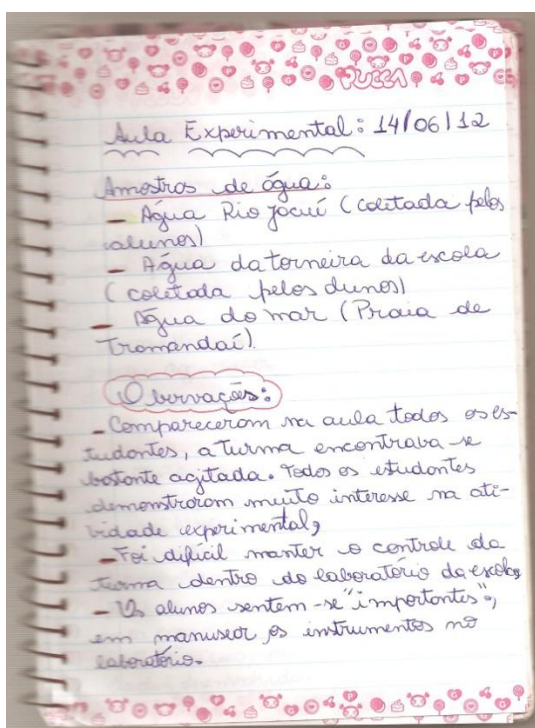 PUCCA
Aula Experimental: 14/06/12
Amostras de água:
- Água Rio Jacuí (coletada pelos
alunos)
- Água da torneira da escola
(coletada pelos alunos)
- Água do mar (Praia de
Tramandaí).
Observações:
- Compareceram na aula todos os es-
tudantes, a turma encontrava-se
bastante agitada. Todos os estudantes
demonstraram muito interesse na ati-
vidade experimental,
- Foi difícil manter o controle da
turma dentro do laboratório da escola,
- Os alunos sentem-se "importantes",
em manusear os instrumentos no
laboratório.